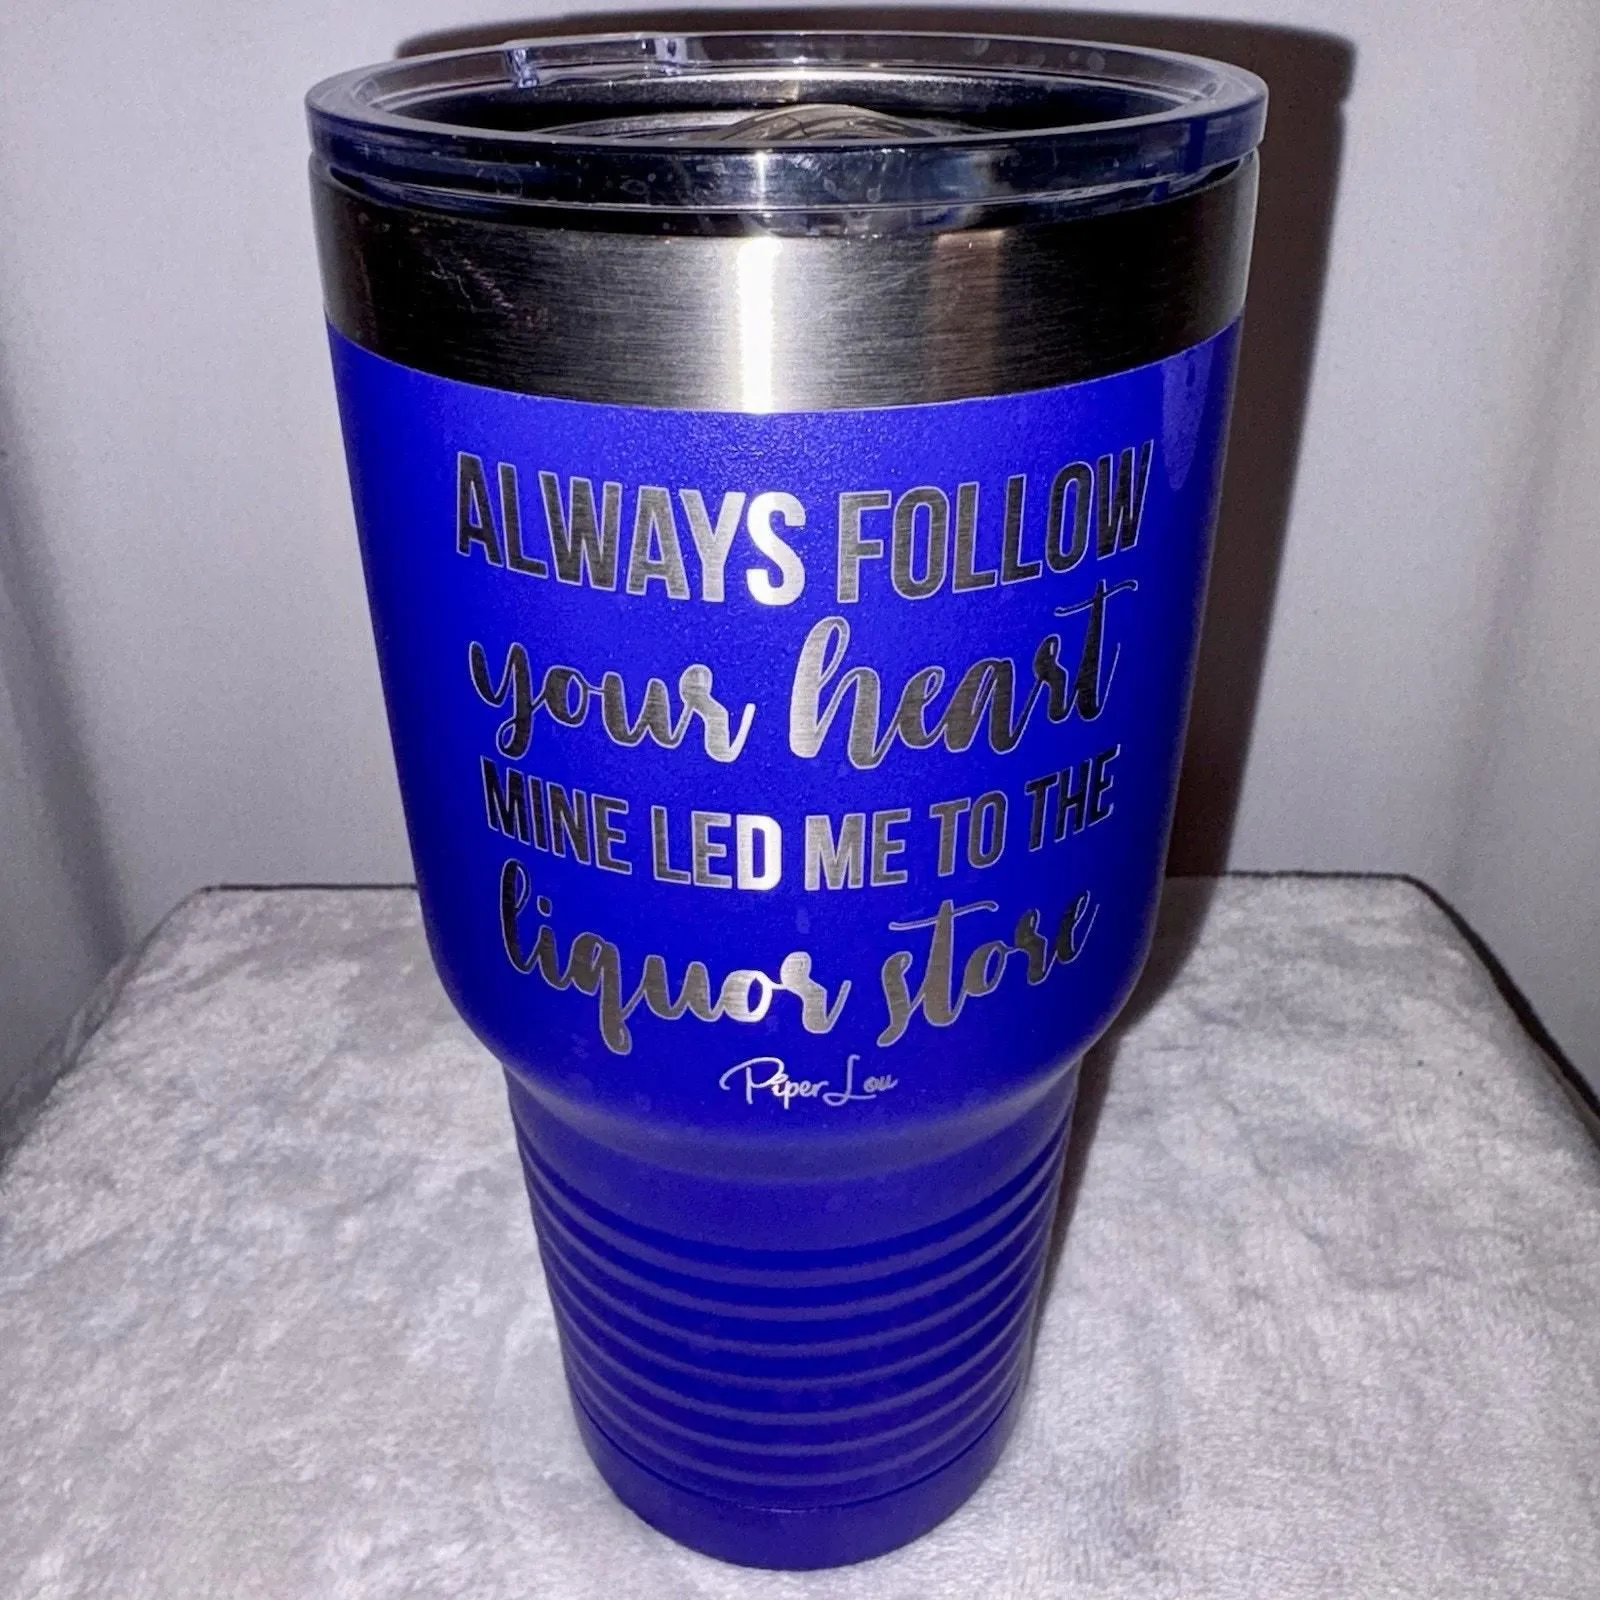 ALWAYS FOLLOW
your heart
MINE LED ME TO THE
liquor store
Piper Lou